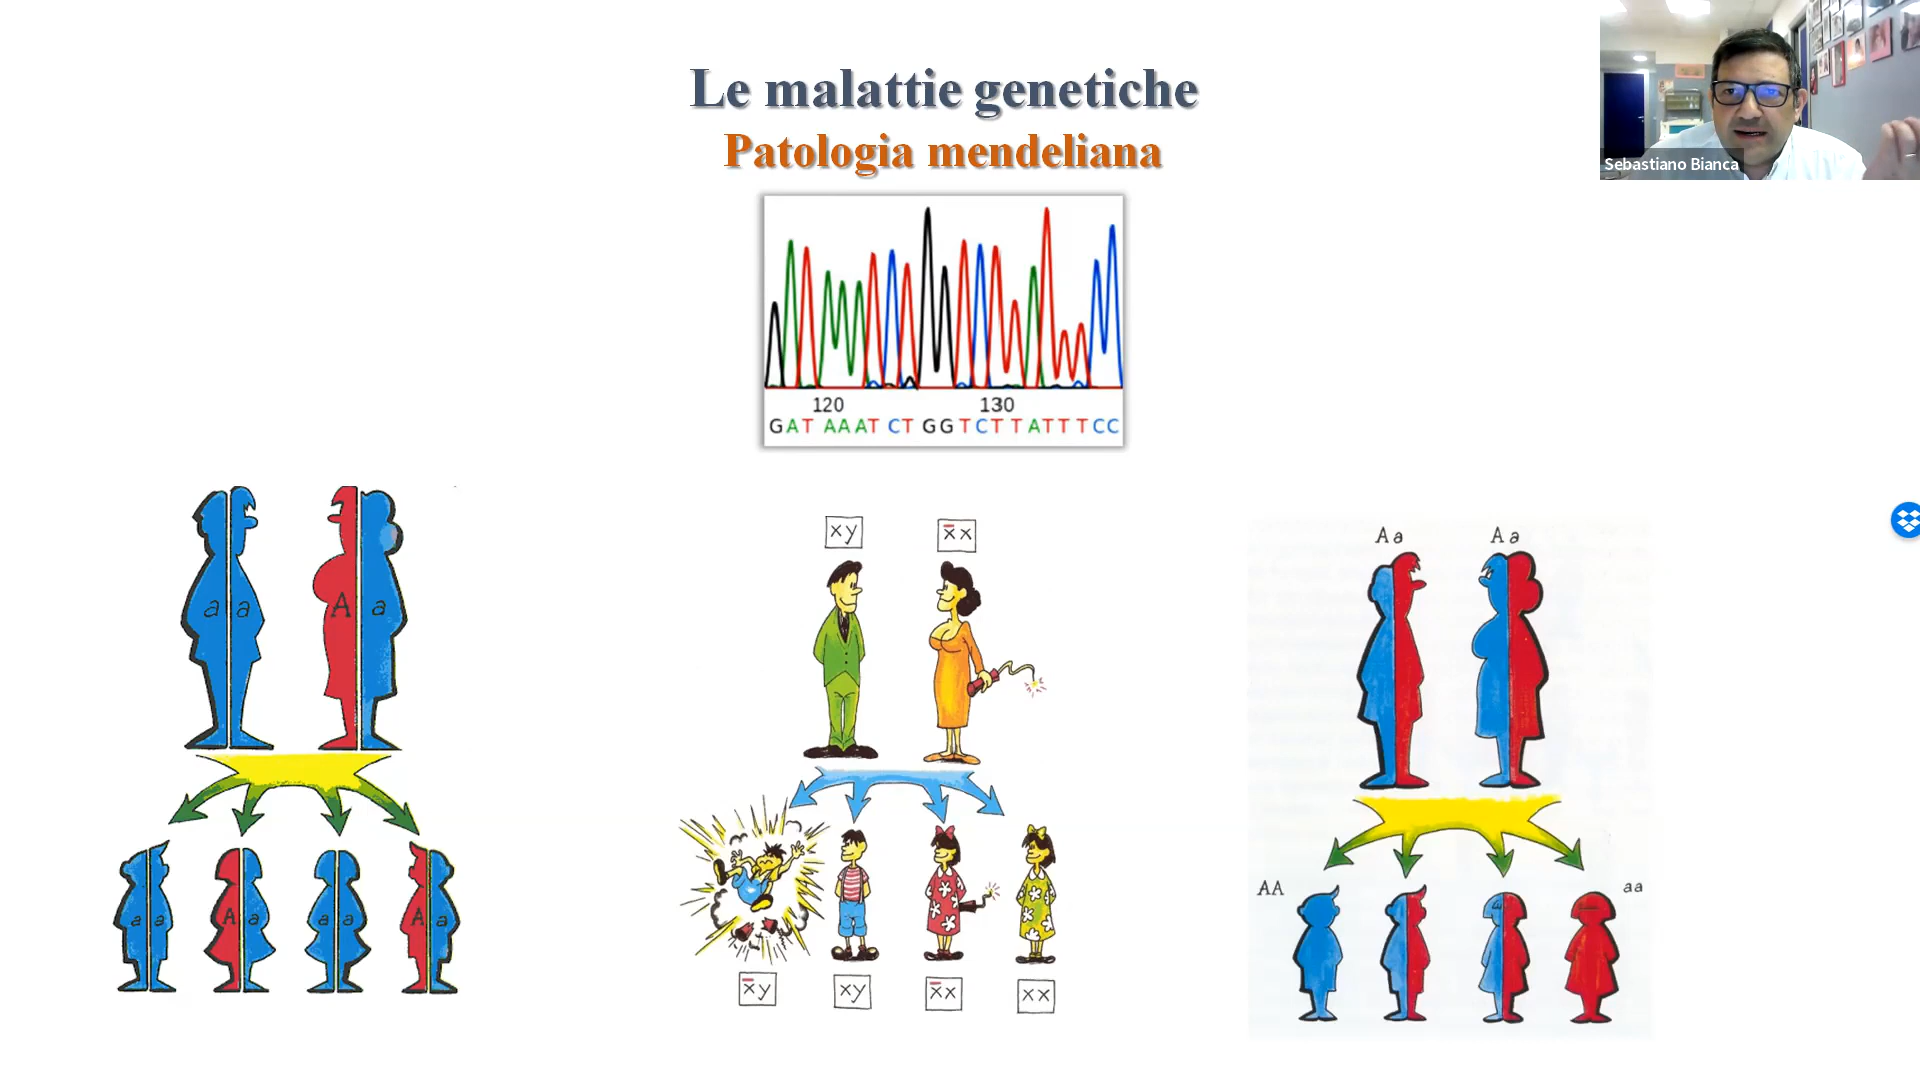 Le malattie genetiche
Patologia mendeliana
Sebastiano Bianca
120 130
GAT AAAT CT GGTCTTATTTCC
a a A a
xy x̄x
Aa Aa
AA aa
a a A a a a A a
x̄y xy x̄x xx